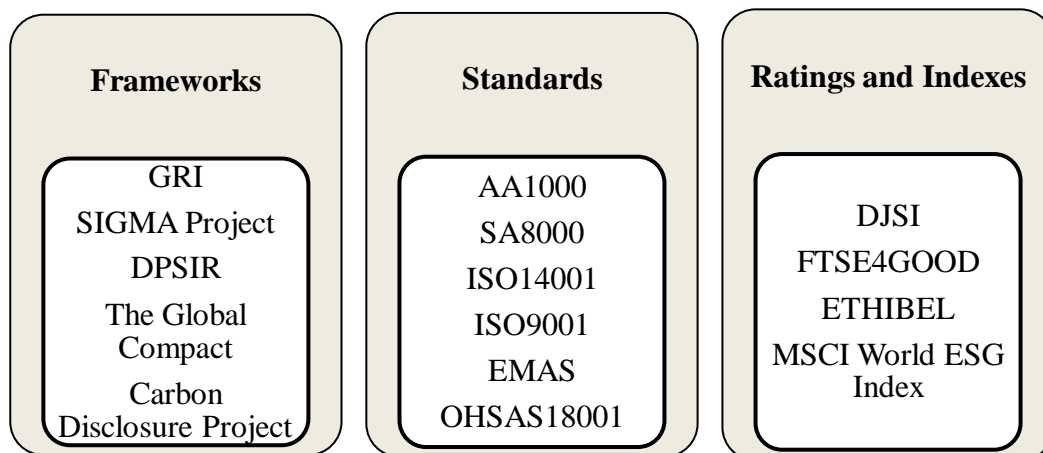 Frameworks
GRI
SIGMA Project
DPSIR
The Global
Compact
Carbon
Disclosure Project
Standards
AA1000
SA8000
ISO14001
ISO9001
EMAS
OHSAS18001
Ratings and Indexes
DJSI
FTSE4GOOD
ETHIBEL
MSCI World ESG
Index